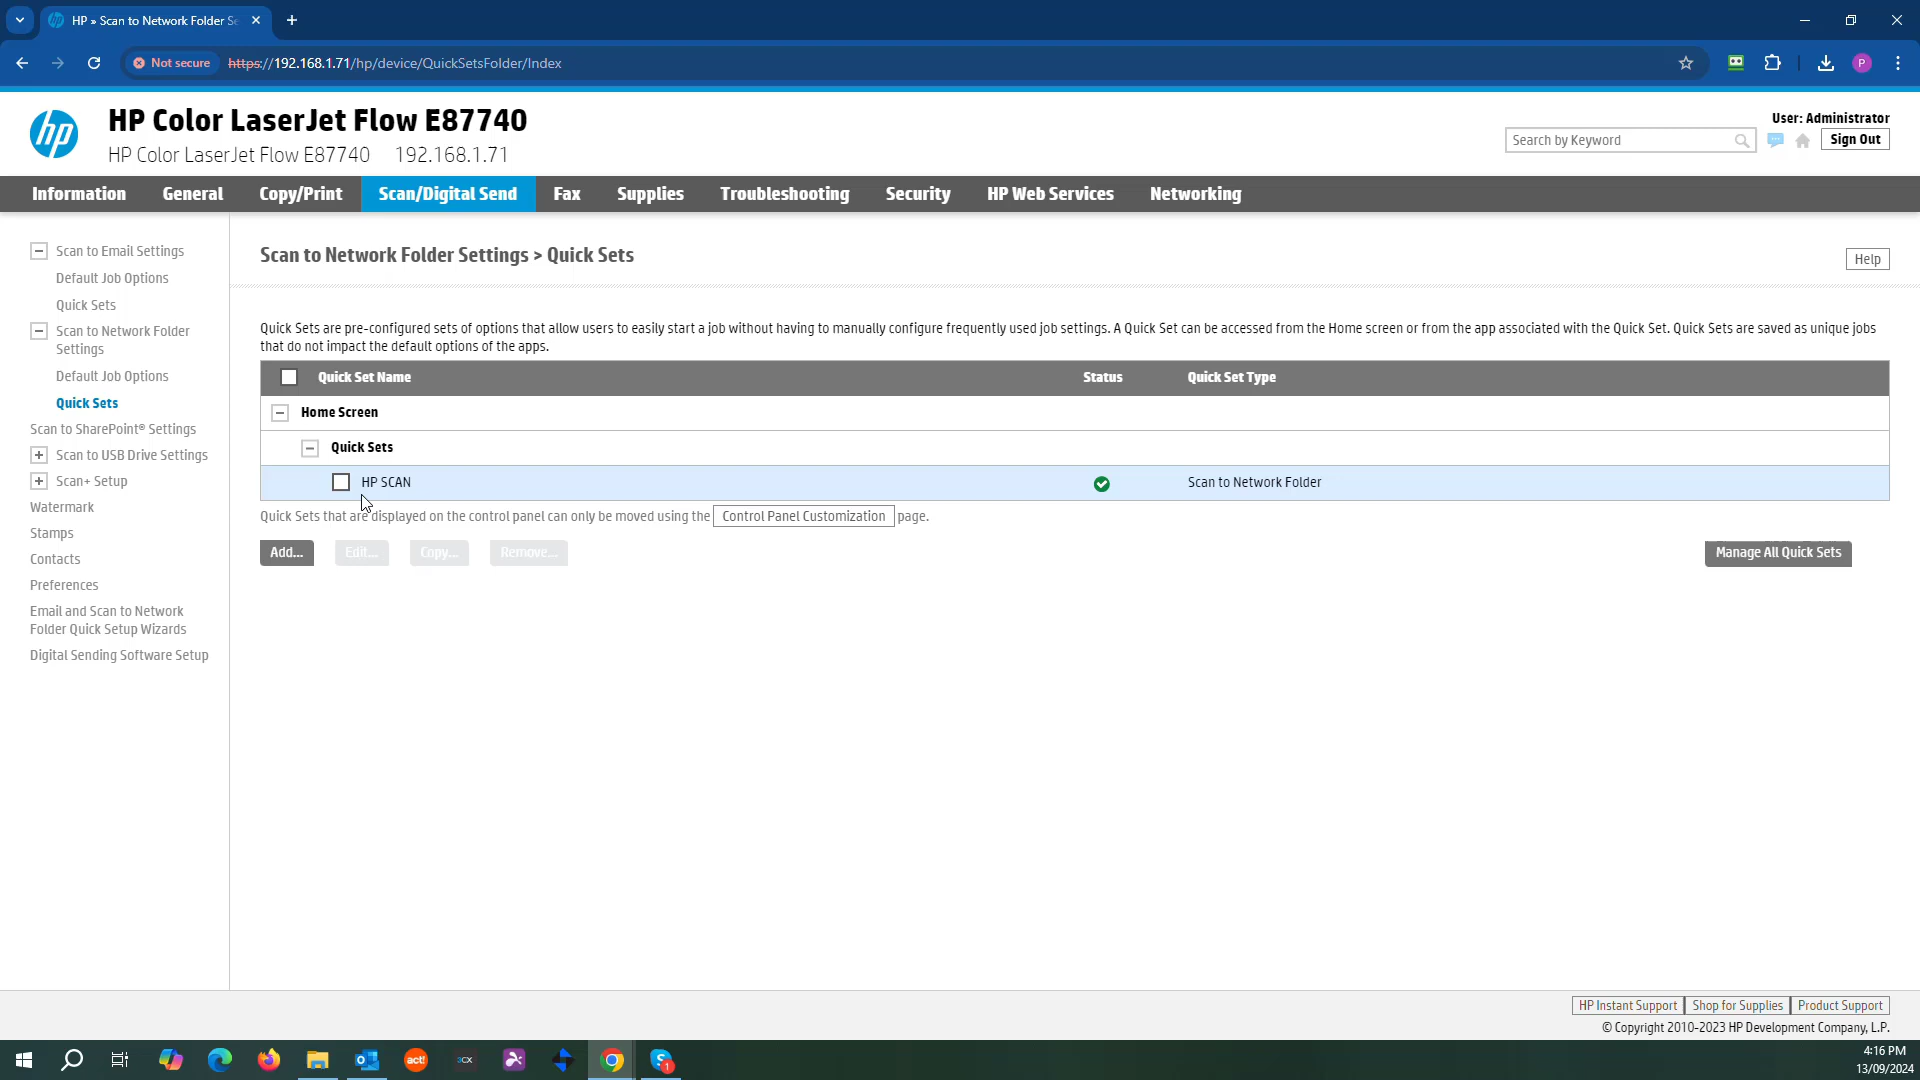 HP » Scan to Network Folder Se
Not secure
https://192.168.1.71/hp/device/QuickSetsFolder/Index
P
hp
HP Color LaserJet Flow E87740
HP Color LaserJet Flow E87740 192.168.1.71
User: Administrator
Search by Keyword
Sign Out
Information General Copy/Print Scan/Digital Send Fax Supplies Troubleshooting Security HP Web Services Networking
Scan to Email Settings
Default Job Options
Quick Sets
Scan to Network Folder
Settings
Default Job Options
Quick Sets
Scan to SharePoint® Settings
Scan to USB Drive Settings
Scan+ Setup
Watermark
Stamps
Contacts
Preferences
Email and Scan to Network
Folder Quick Setup Wizards
Digital Sending Software Setup
Scan to Network Folder Settings > Quick Sets
Help
Quick Sets are pre-configured sets of options that allow users to easily start a job without having to manually configure frequently used job settings. A Quick Set can be accessed from the Home screen or from the app associated with the Quick Set. Quick Sets are saved as unique jobs
that do not impact the default options of the apps.
Quick Set Name Status Quick Set Type
Home Screen
Quick Sets
HP SCAN Scan to Network Folder
Quick Sets that are displayed on the control panel can only be moved using the Control Panel Customization page.
Add... Edit... Copy... Remove... Manage All Quick Sets
HP Instant Support Shop for Supplies Product Support
© Copyright 2010-2023 HP Development Company, L.P.
act!
3CX
1
4:16 PM
13/09/2024